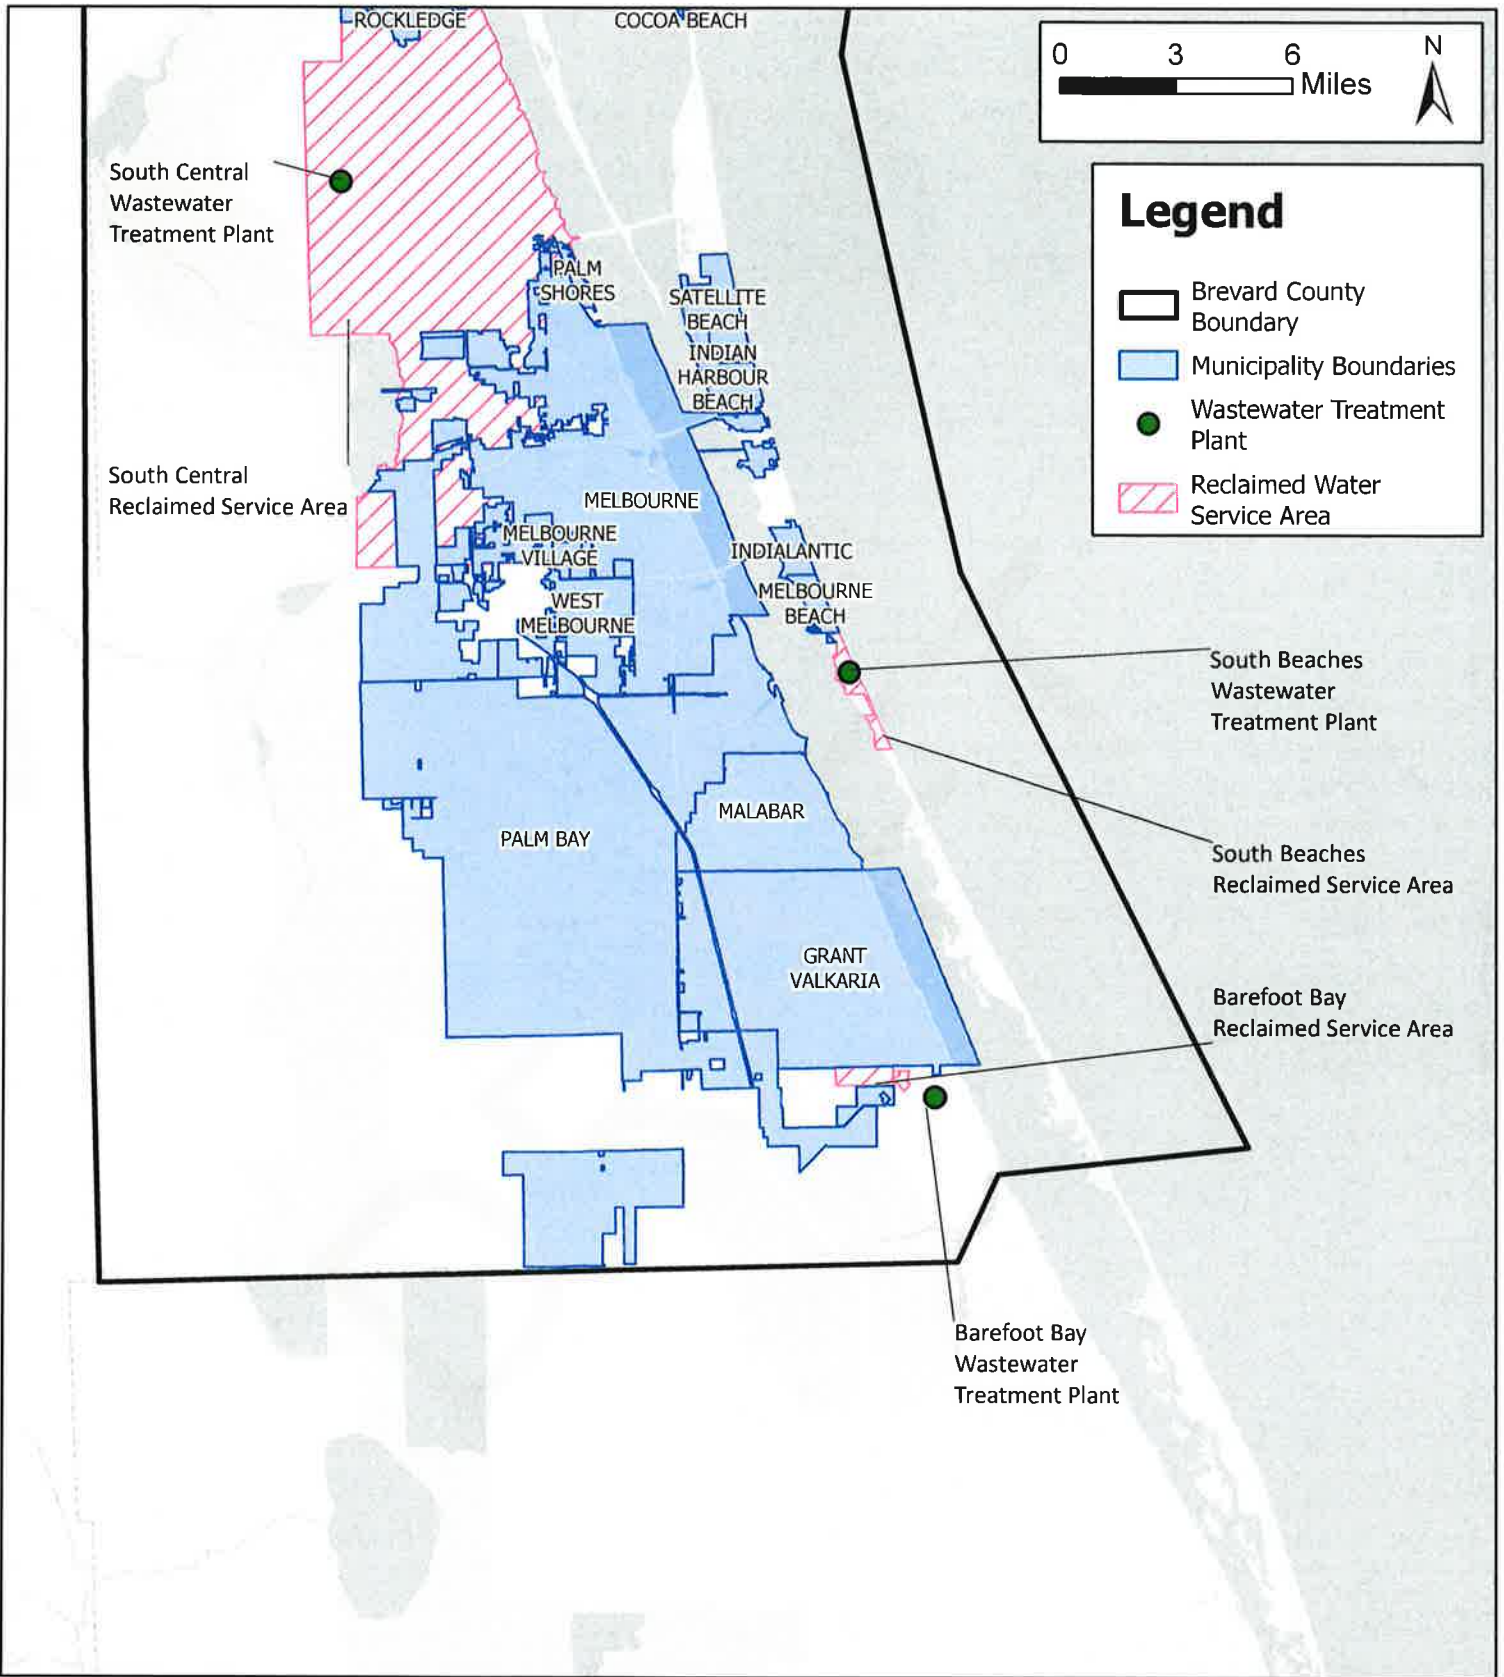 ROCKLEDGE
COCOA BEACH
0 3 6
Miles
N
South Central
Wastewater
Treatment Plant
Legend
Brevard County
Boundary
Municipality Boundaries
Wastewater Treatment
Plant
Reclaimed Water
Service Area
PALM
SHORES
SATELLITE
BEACH
INDIAN
HARBOUR
BEACH
South Central
Reclaimed Service Area
MELBOURNE
MELBOURNE
VILLAGE
INDIALANTIC
WEST
MELBOURNE
MELBOURNE
BEACH
South Beaches
Wastewater
Treatment Plant
MALABAR
PALM BAY
South Beaches
Reclaimed Service Area
GRANT
VALKARIA
Barefoot Bay
Reclaimed Service Area
Barefoot Bay
Wastewater
Treatment Plant